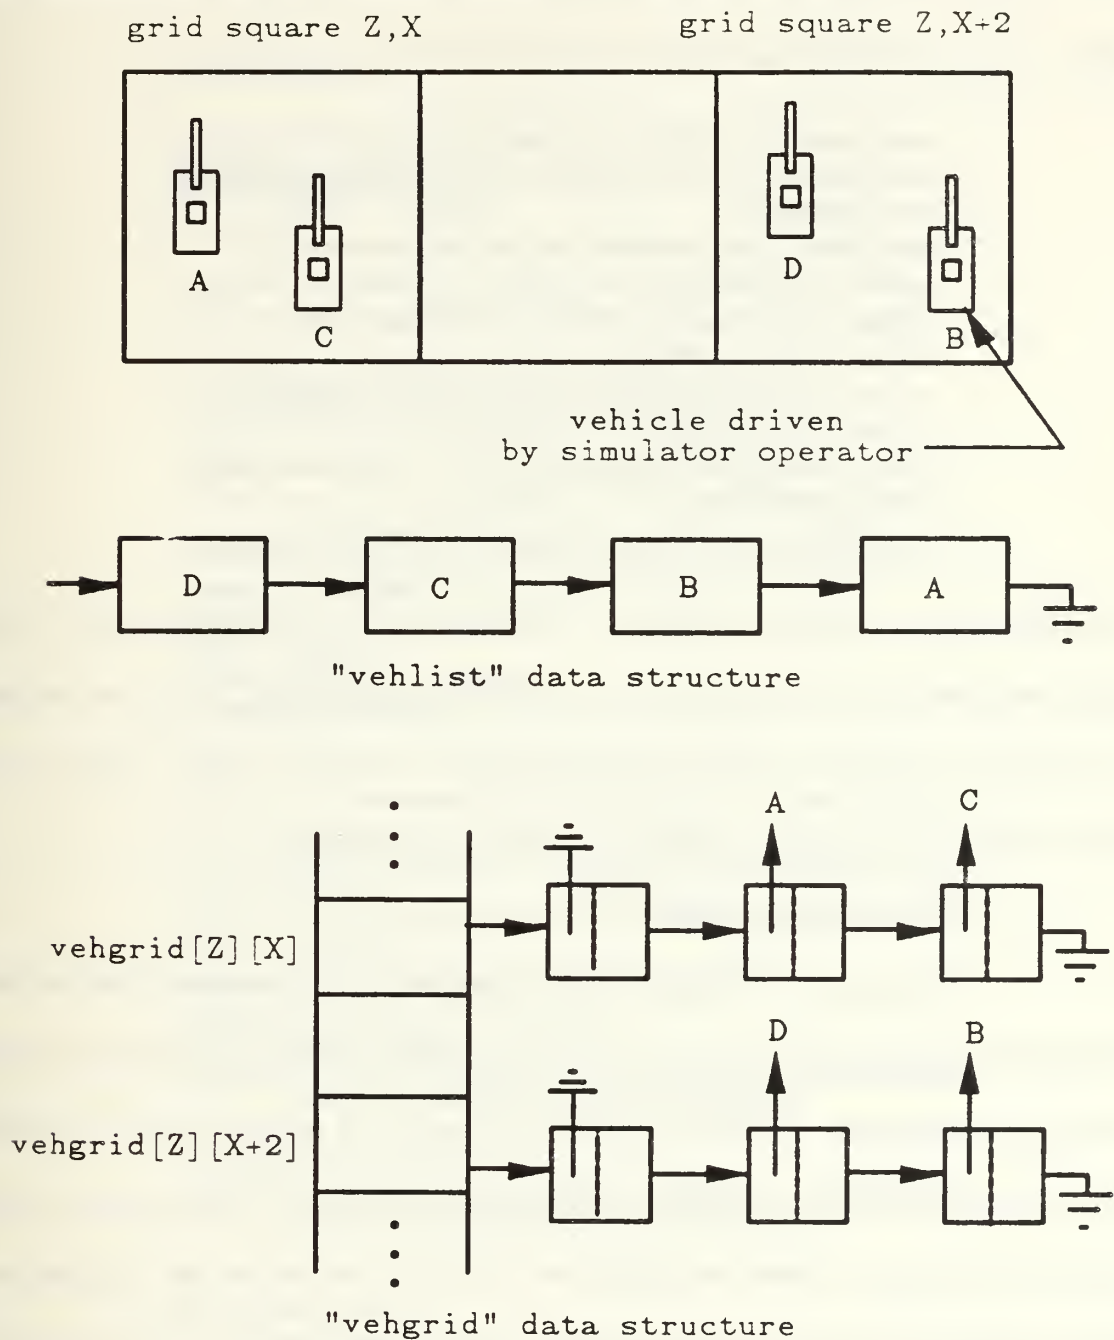 grid square Z,X
grid square Z,X+2
A
C
D
B
vehicle driven
by simulator operator
D
C
B
A
"vehlist" data structure
A
C
vehgrid[Z][X]
D
B
vehgrid[Z][X+2]
"vehgrid" data structure